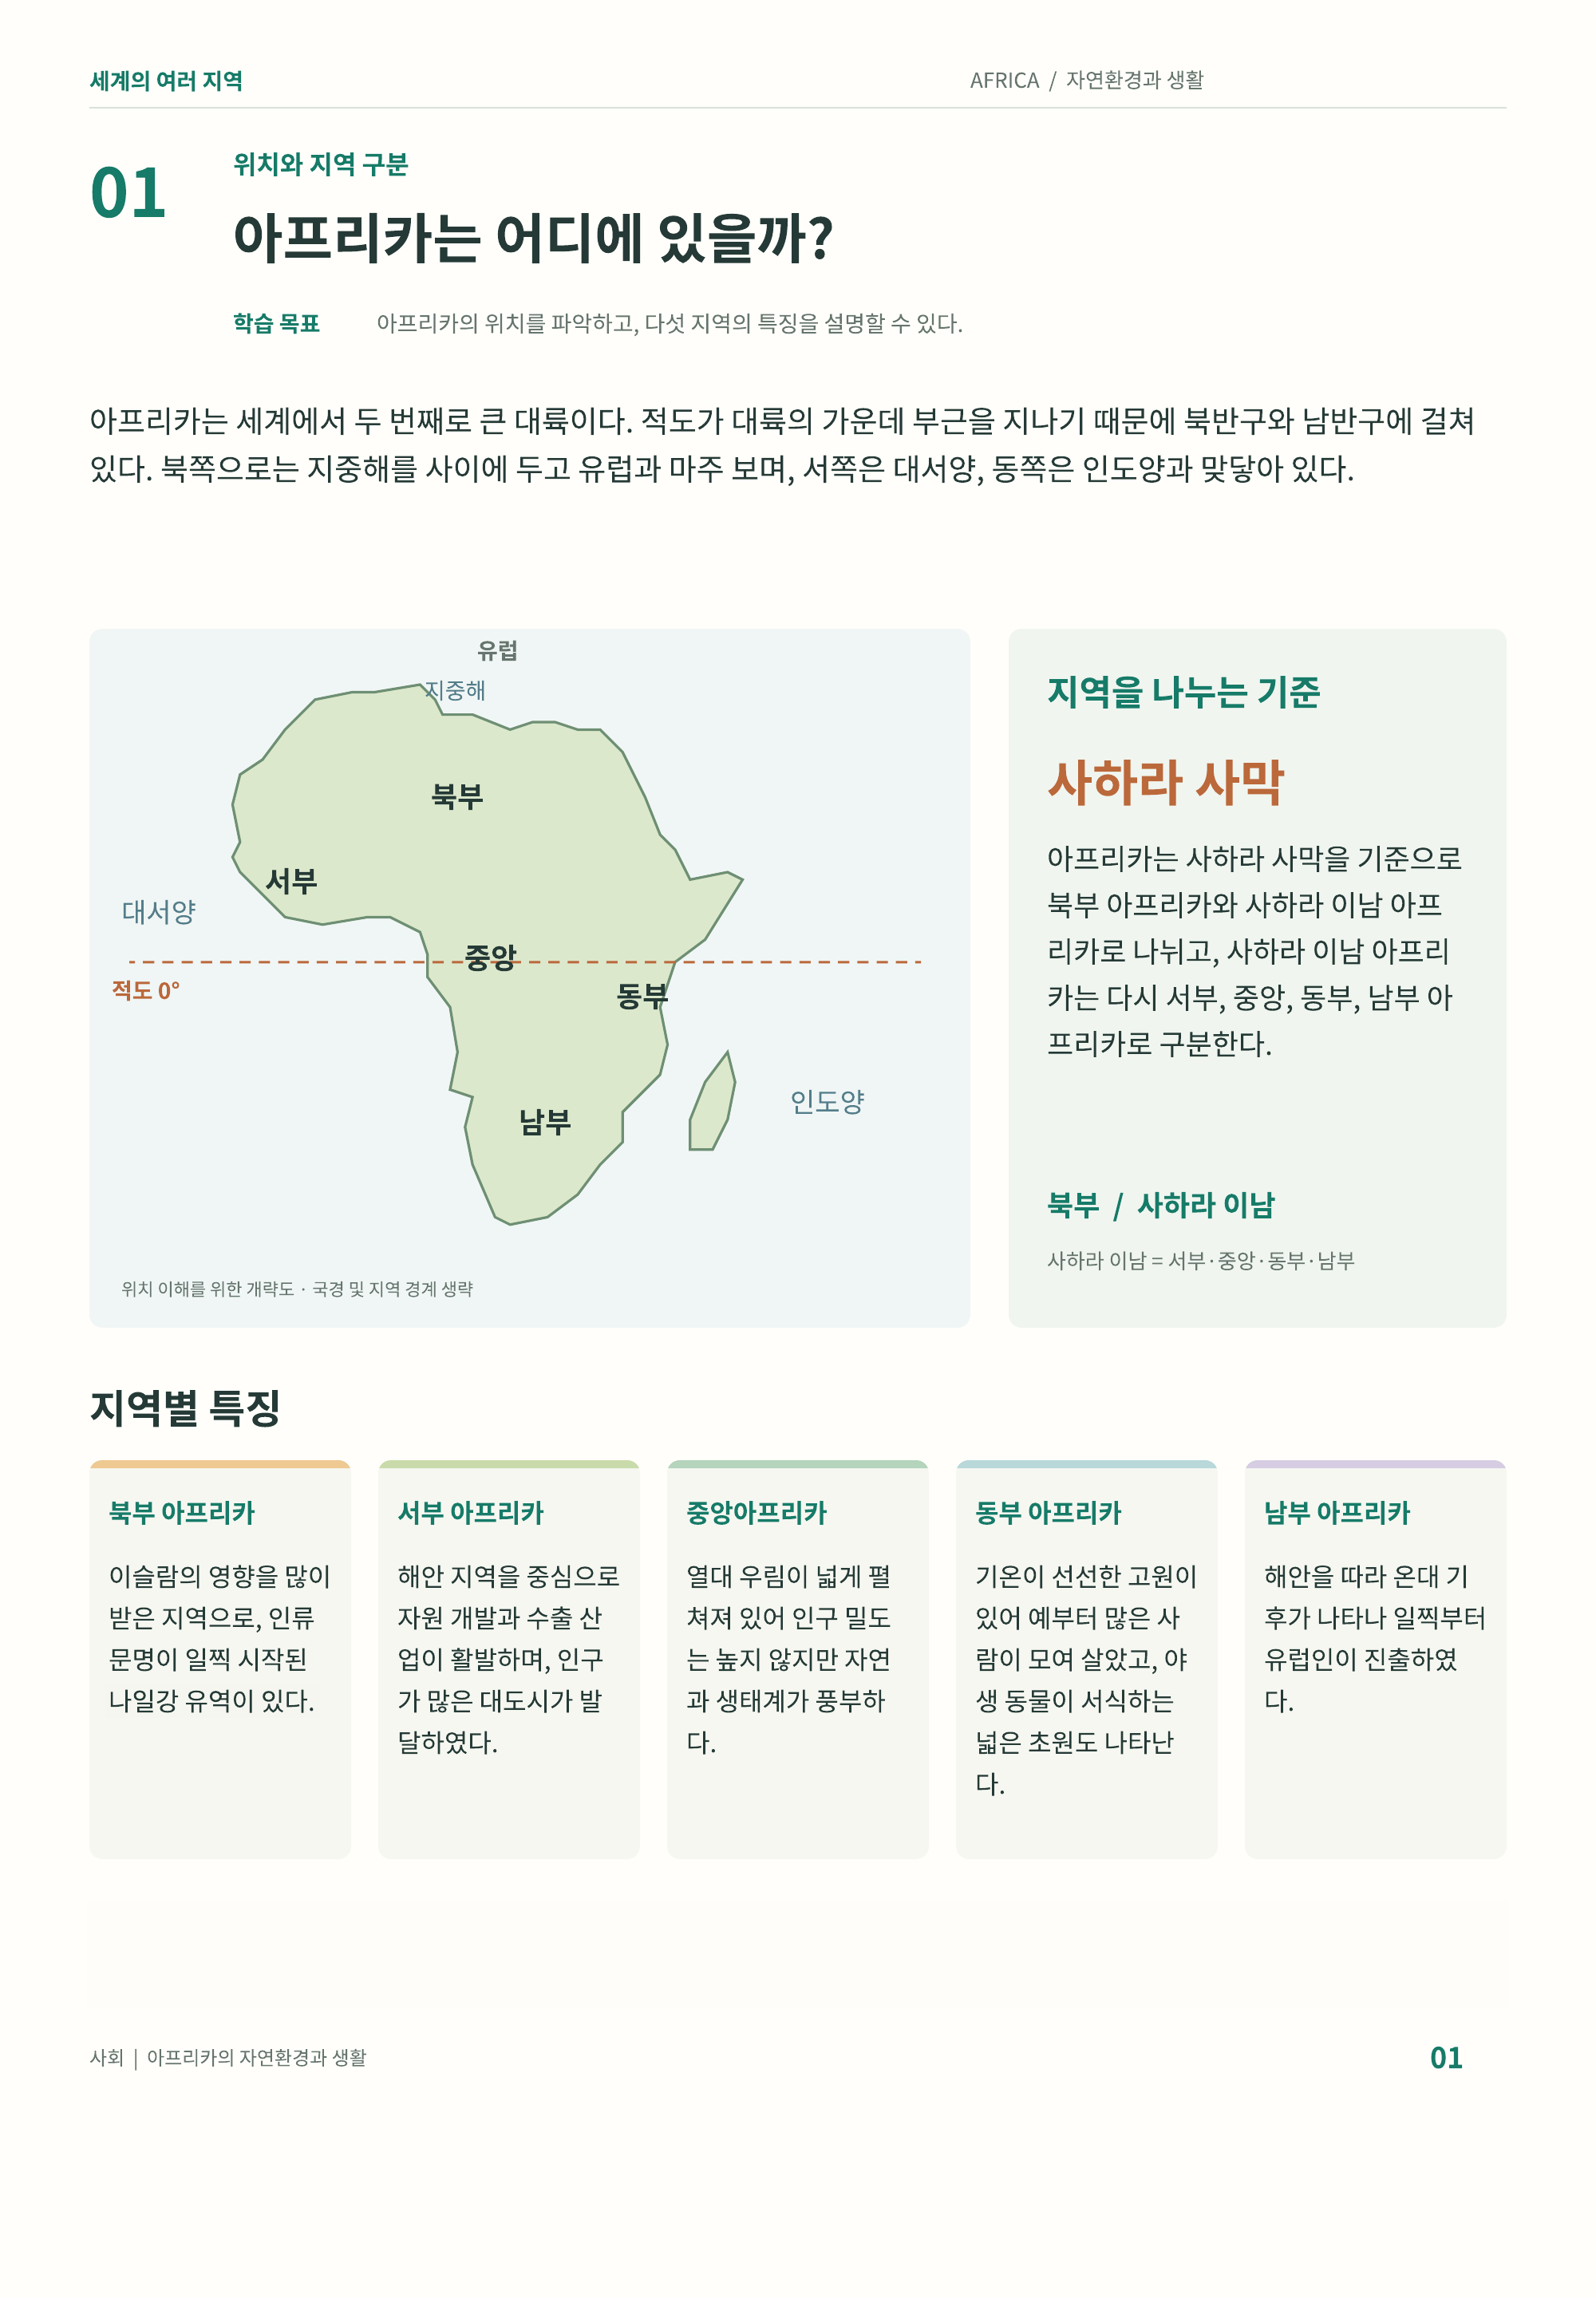 세계의 여러 지역
AFRICA / 자연환경과 생활
01
위치와 지역 구분
아프리카는 어디에 있을까?
학습 목표 아프리카의 위치를 파악하고, 다섯 지역의 특징을 설명할 수 있다.
아프리카는 세계에서 두 번째로 큰 대륙이다. 적도가 대륙의 가운데 부근을 지나기 때문에 북반구와 남반구에 걸쳐
있다. 북쪽으로는 지중해를 사이에 두고 유럽과 마주 보며, 서쪽은 대서양, 동쪽은 인도양과 맞닿아 있다.
유럽
지중해
북부
서부
대서양
중앙
적도 0°
동부
인도양
남부
위치 이해를 위한 개략도 · 국경 및 지역 경계 생략
지역을 나누는 기준
사하라 사막
아프리카는 사하라 사막을 기준으로
북부 아프리카와 사하라 이남 아프
리카로 나뉘고, 사하라 이남 아프리
카는 다시 서부, 중앙, 동부, 남부 아
프리카로 구분한다.
북부 / 사하라 이남
사하라 이남 = 서부·중앙·동부·남부
지역별 특징
북부 아프리카
이슬람의 영향을 많이
받은 지역으로, 인류
문명이 일찍 시작된
나일강 유역이 있다.
서부 아프리카
해안 지역을 중심으로
자원 개발과 수출 산
업이 활발하며, 인구
가 많은 대도시가 발
달하였다.
중앙아프리카
열대 우림이 넓게 펼
쳐져 있어 인구 밀도
는 높지 않지만 자연
과 생태계가 풍부하
다.
동부 아프리카
기온이 선선한 고원이
있어 예부터 많은 사
람이 모여 살았고, 야
생 동물이 서식하는
넓은 초원도 나타난
다.
남부 아프리카
해안을 따라 온대 기
후가 나타나 일찍부터
유럽인이 진출하였
다.
사회 | 아프리카의 자연환경과 생활
01